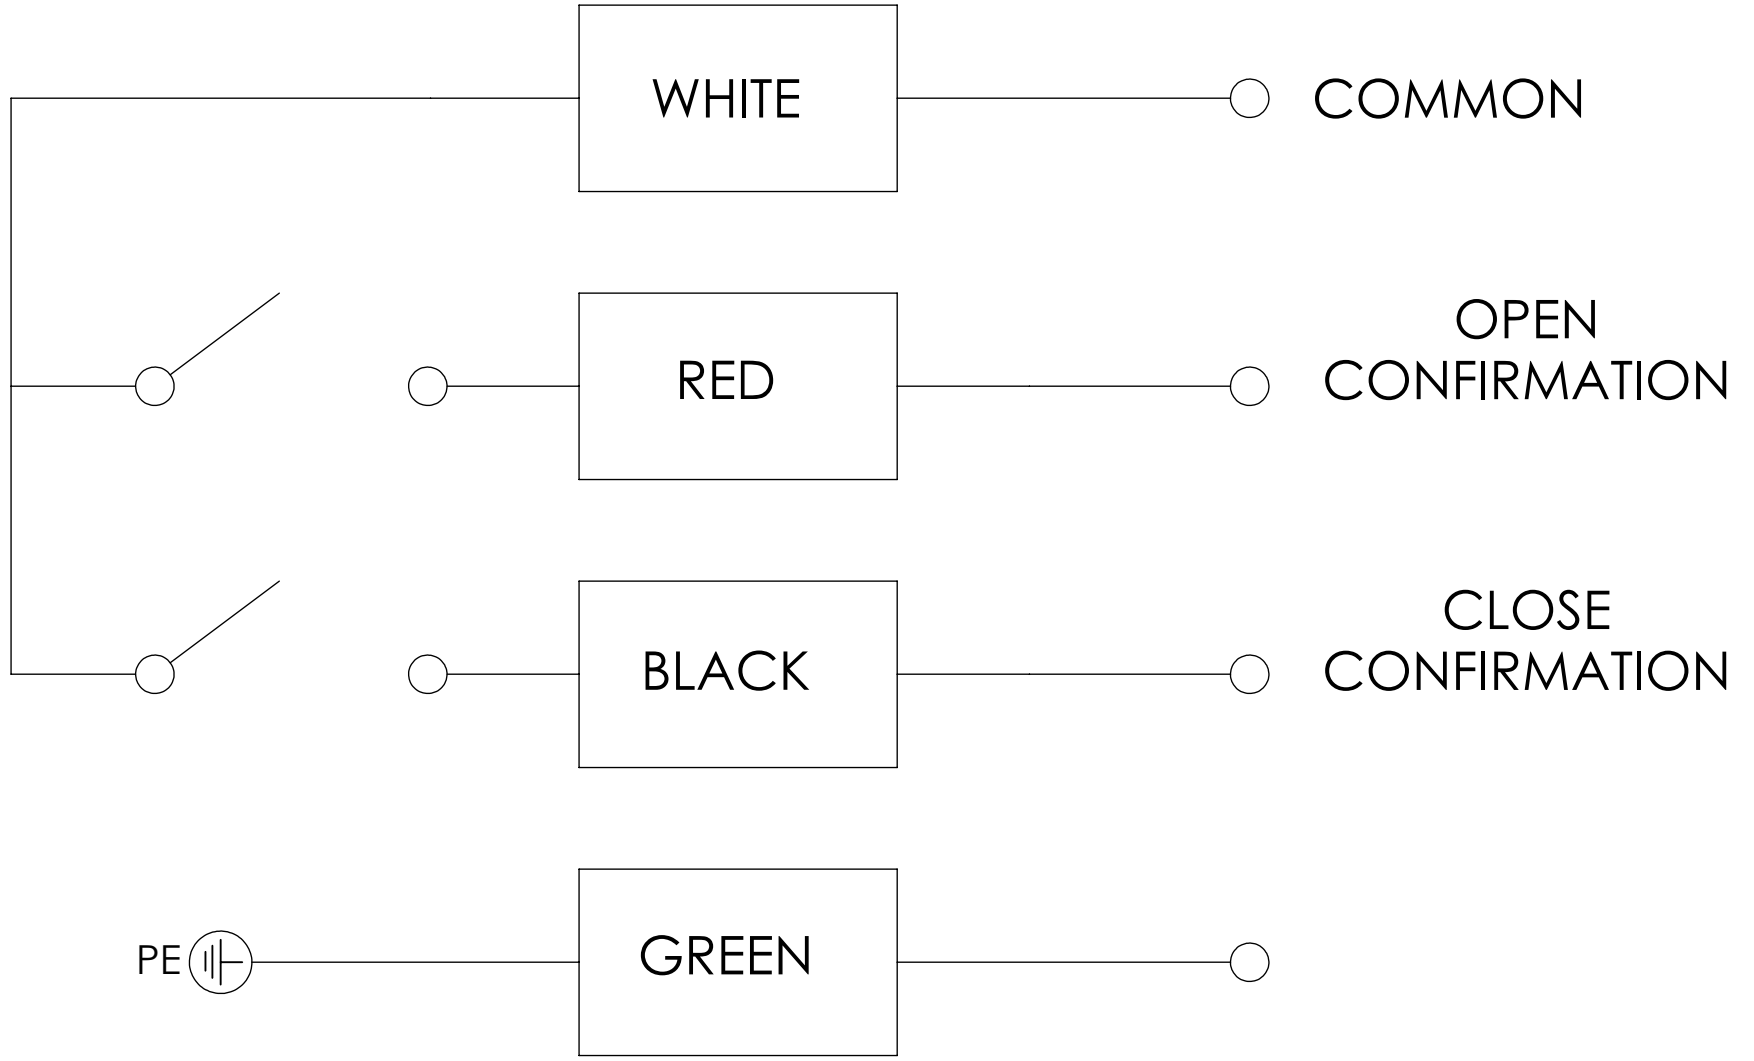 WHITE
COMMON
RED
OPEN
CONFIRMATION
BLACK
CLOSE
CONFIRMATION
PE
GREEN